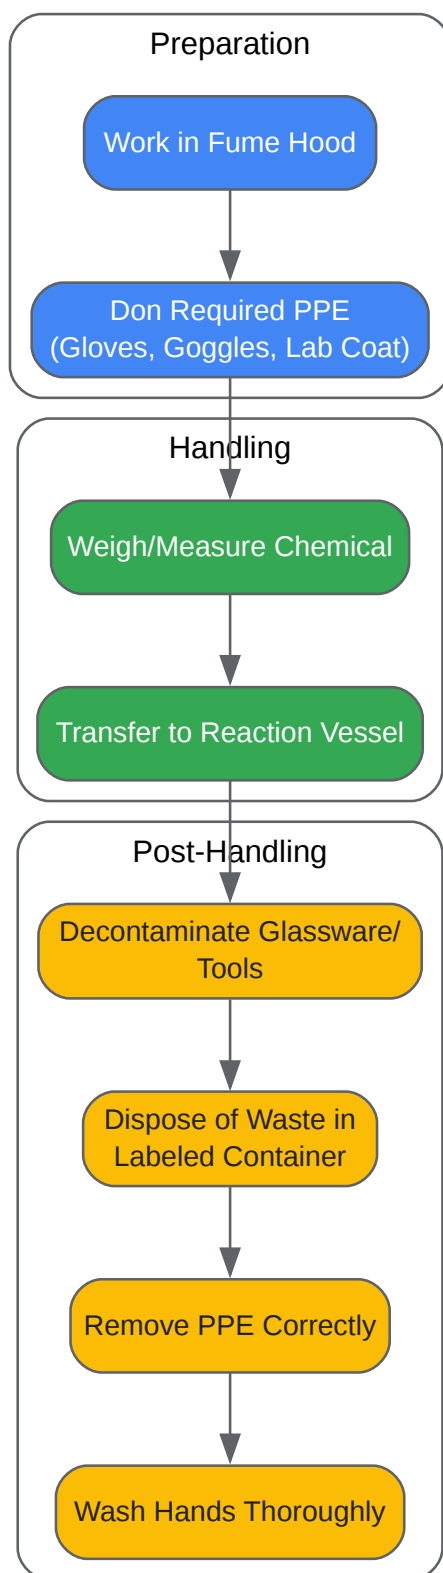 Preparation
Work in Fume Hood
Don Required PPE
(Gloves, Goggles, Lab Coat)
Handling
Weigh/Measure Chemical
Transfer to Reaction Vessel
Post-Handling
Decontaminate Glassware/
Tools
Dispose of Waste in
Labeled Container
Remove PPE Correctly
Wash Hands Thoroughly